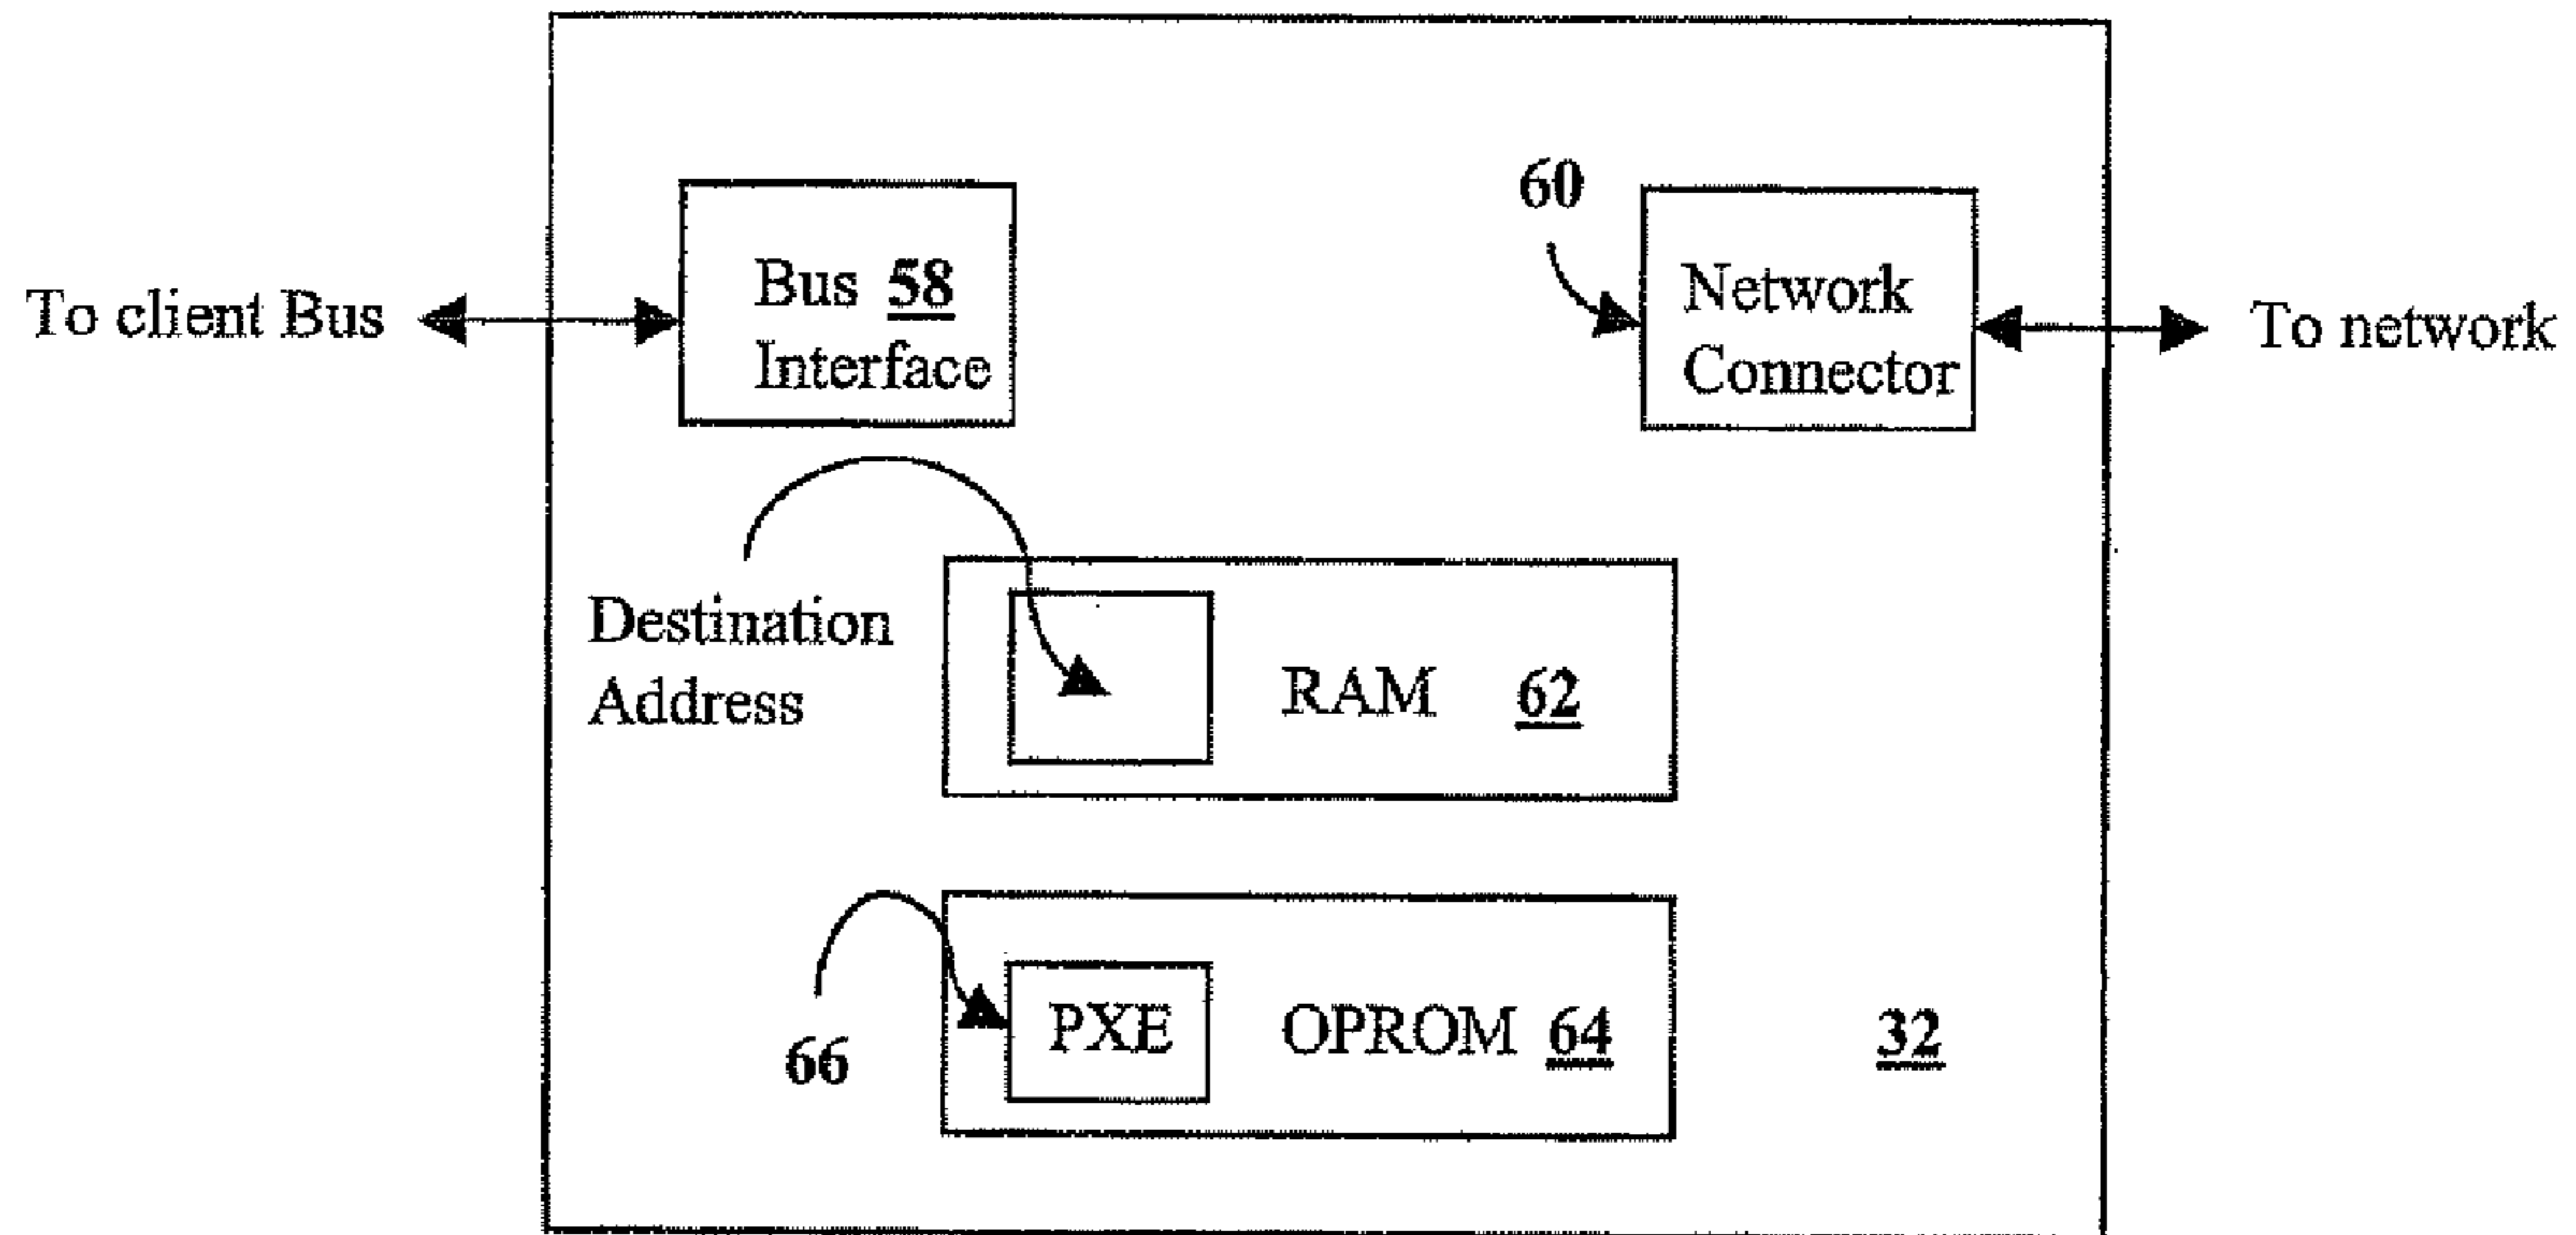 60
Bus 58
Interface
Network
Connector
To client Bus
To network
Destination
Address
RAM 62
PXE
OPROM 64
66
32